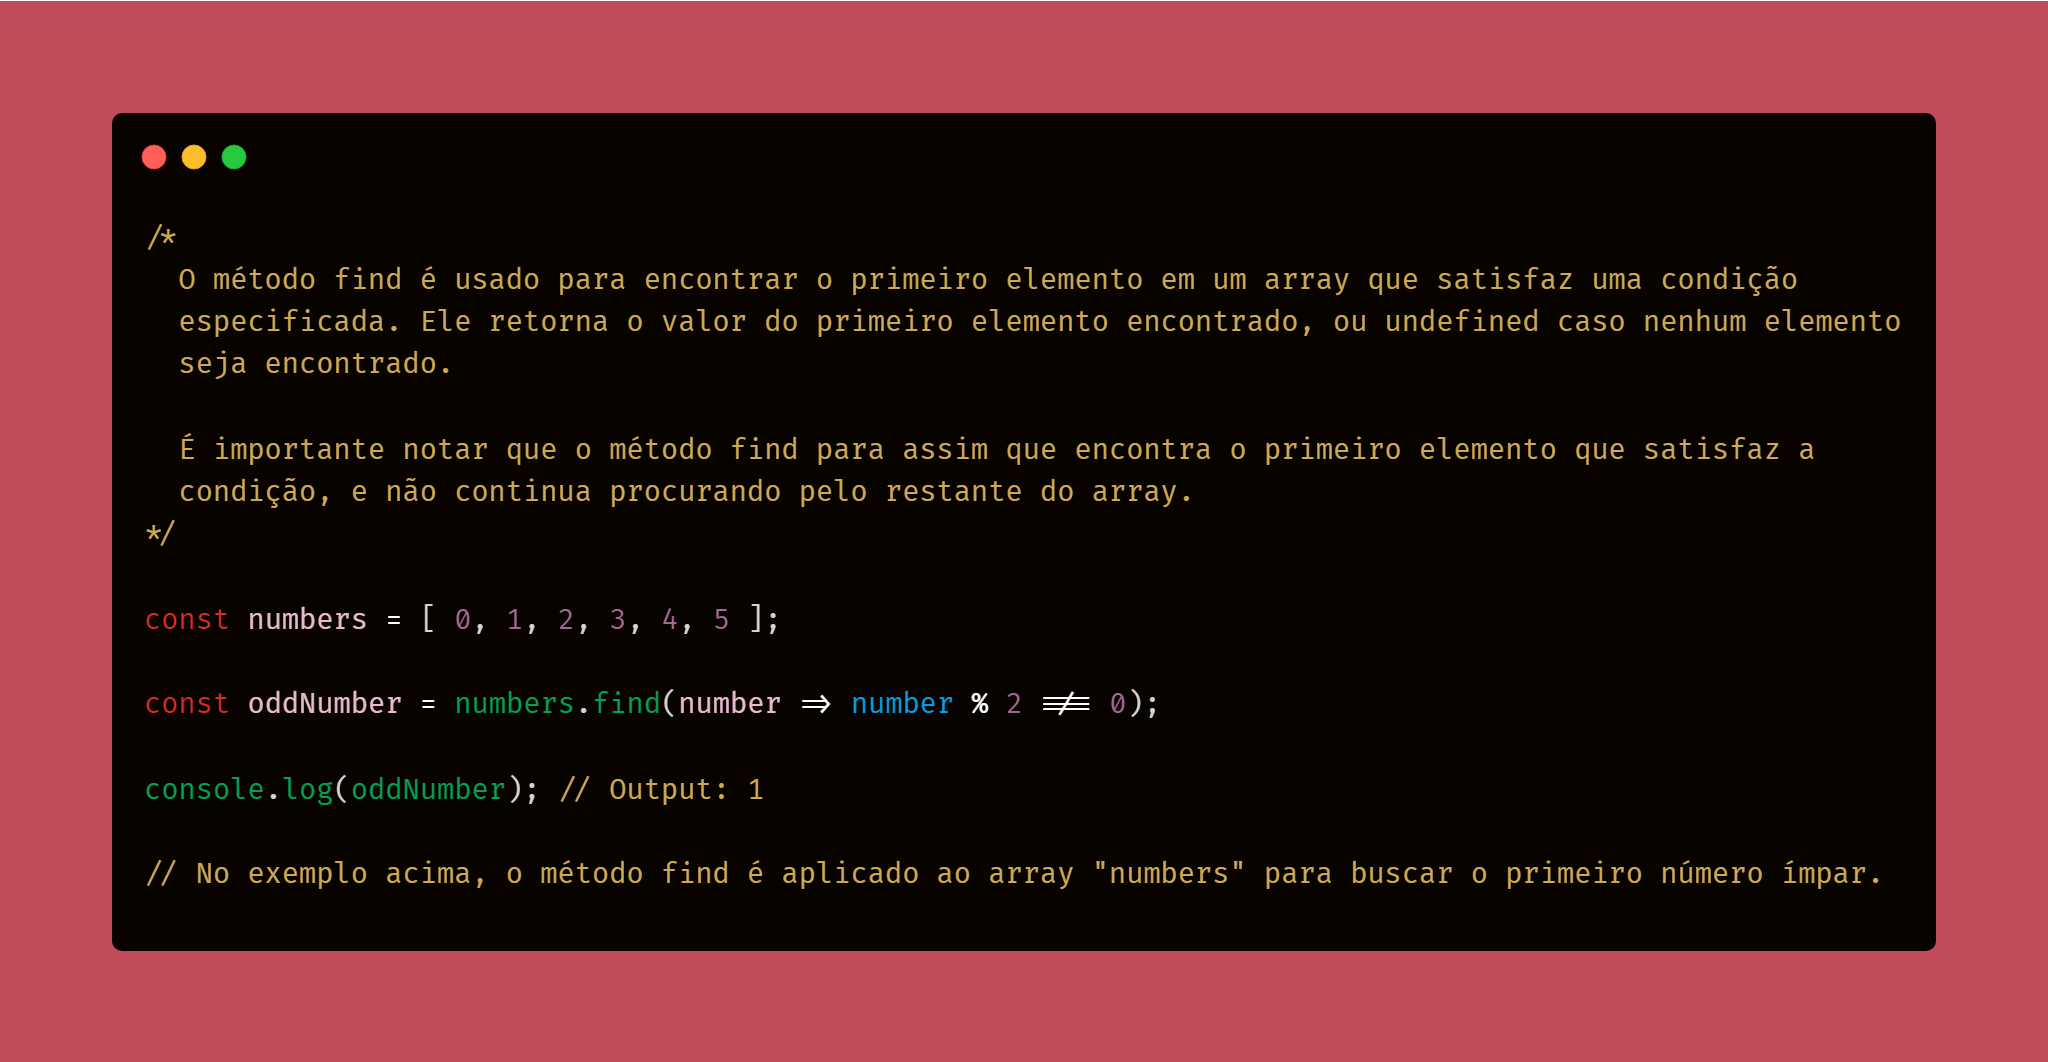 /*
O método find é usado para encontrar o primeiro elemento em um array que satisfaz uma condição
especificada. Ele retorna o valor do primeiro elemento encontrado, ou undefined caso nenhum elemento
seja encontrado.
É importante notar que o método find para assim que encontra o primeiro elemento que satisfaz a
condição, e não continua procurando pelo restante do array.
*/
const numbers = [ 0, 1, 2, 3, 4, 5 ];
const oddNumber = numbers.find(number => number % 2 !== 0);
console.log(oddNumber); // Output: 1
// No exemplo acima, o método find é aplicado ao array "numbers" para buscar o primeiro número ímpar.